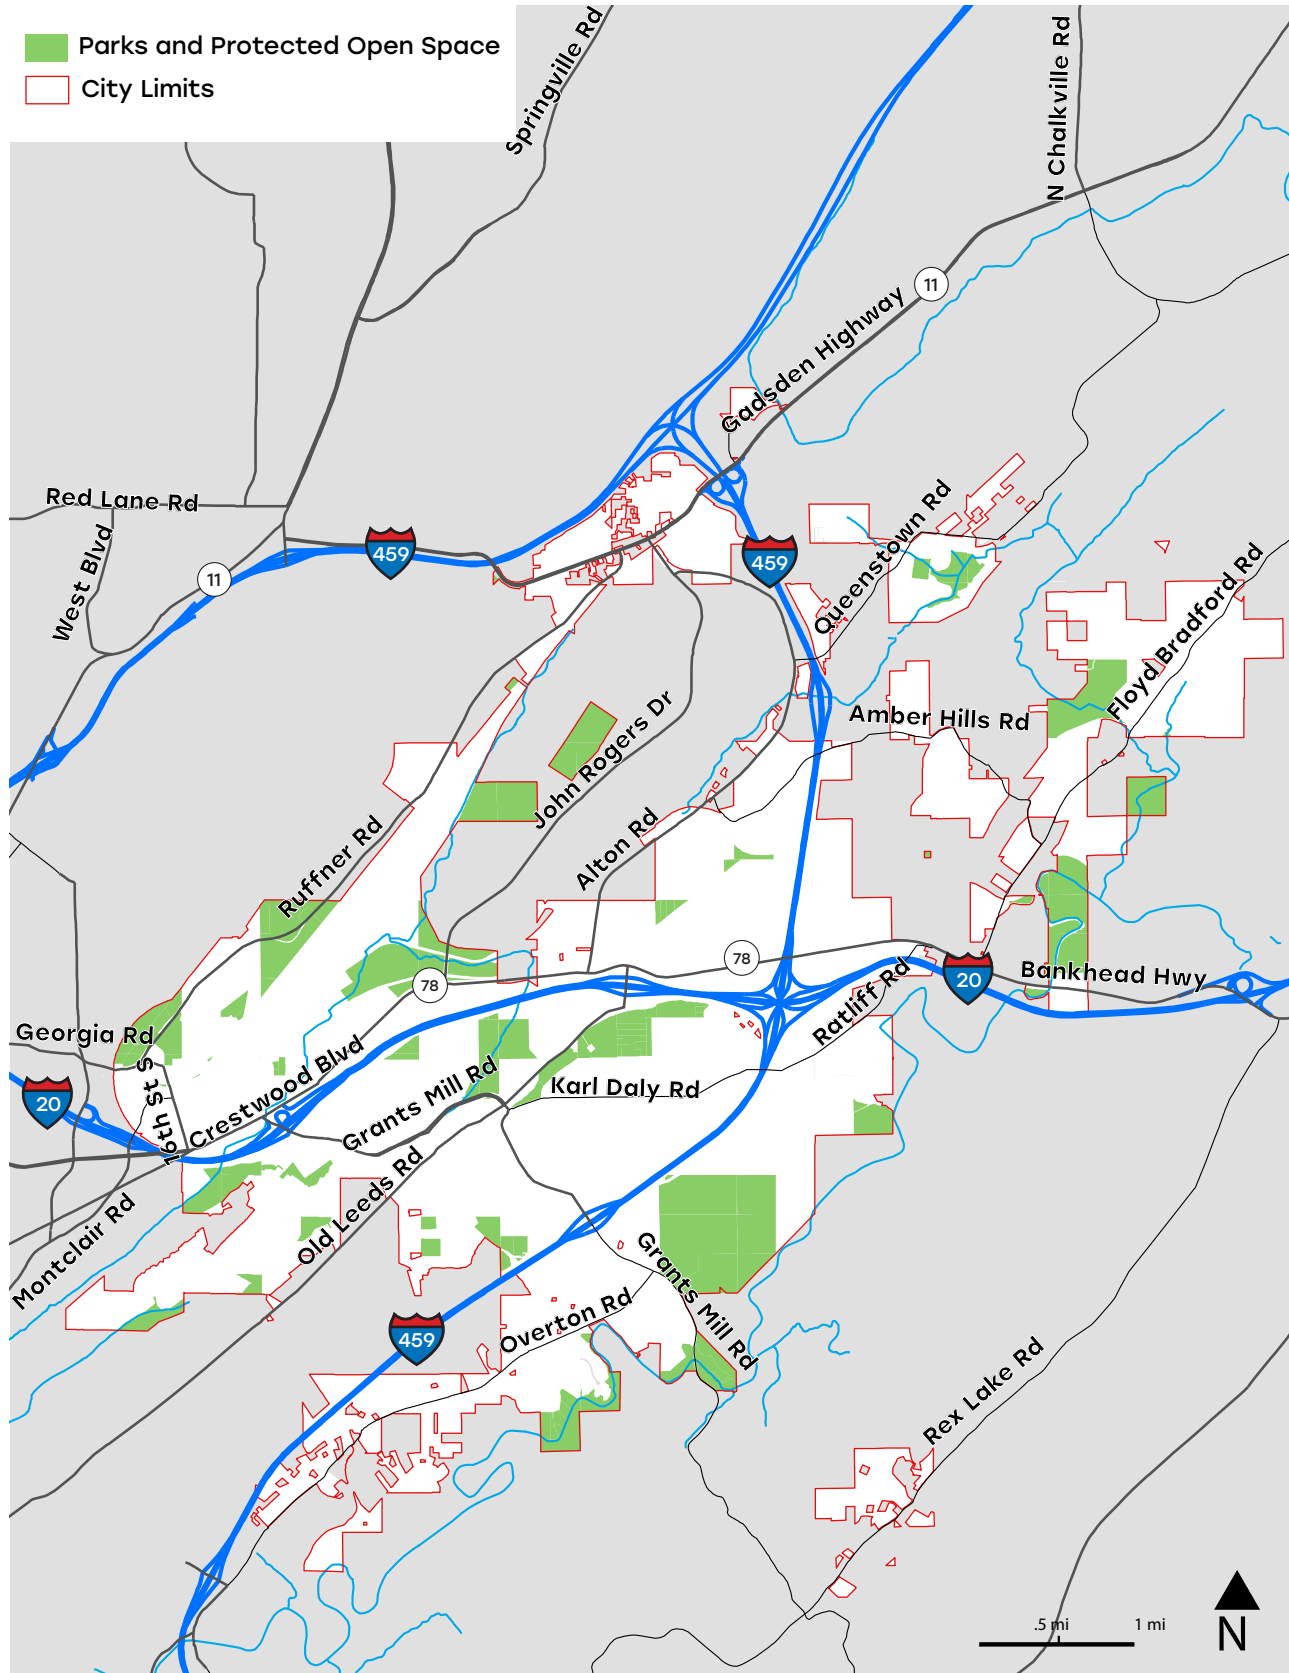 Parks and Protected Open Space
City Limits
Springville Rd
N Chalkville Rd
11
Gadsden Highway
Red Lane Rd
West Blvd
459
11
459
Queenstown Rd
Floyd Bradford Rd
Amber Hills Rd
John Rogers Dr
Alton Rd
Ruffner Rd
78
78
20
Bankhead Hwy
Ratliff Rd
Georgia Rd
16th St S
20
Crestwood Blvd
Grants Mill Rd
Karl Daly Rd
Old Leeds Rd
Montclair Rd
Grants Mill Rd
Overton Rd
459
Rex Lake Rd
.5 mi
1 mi
N